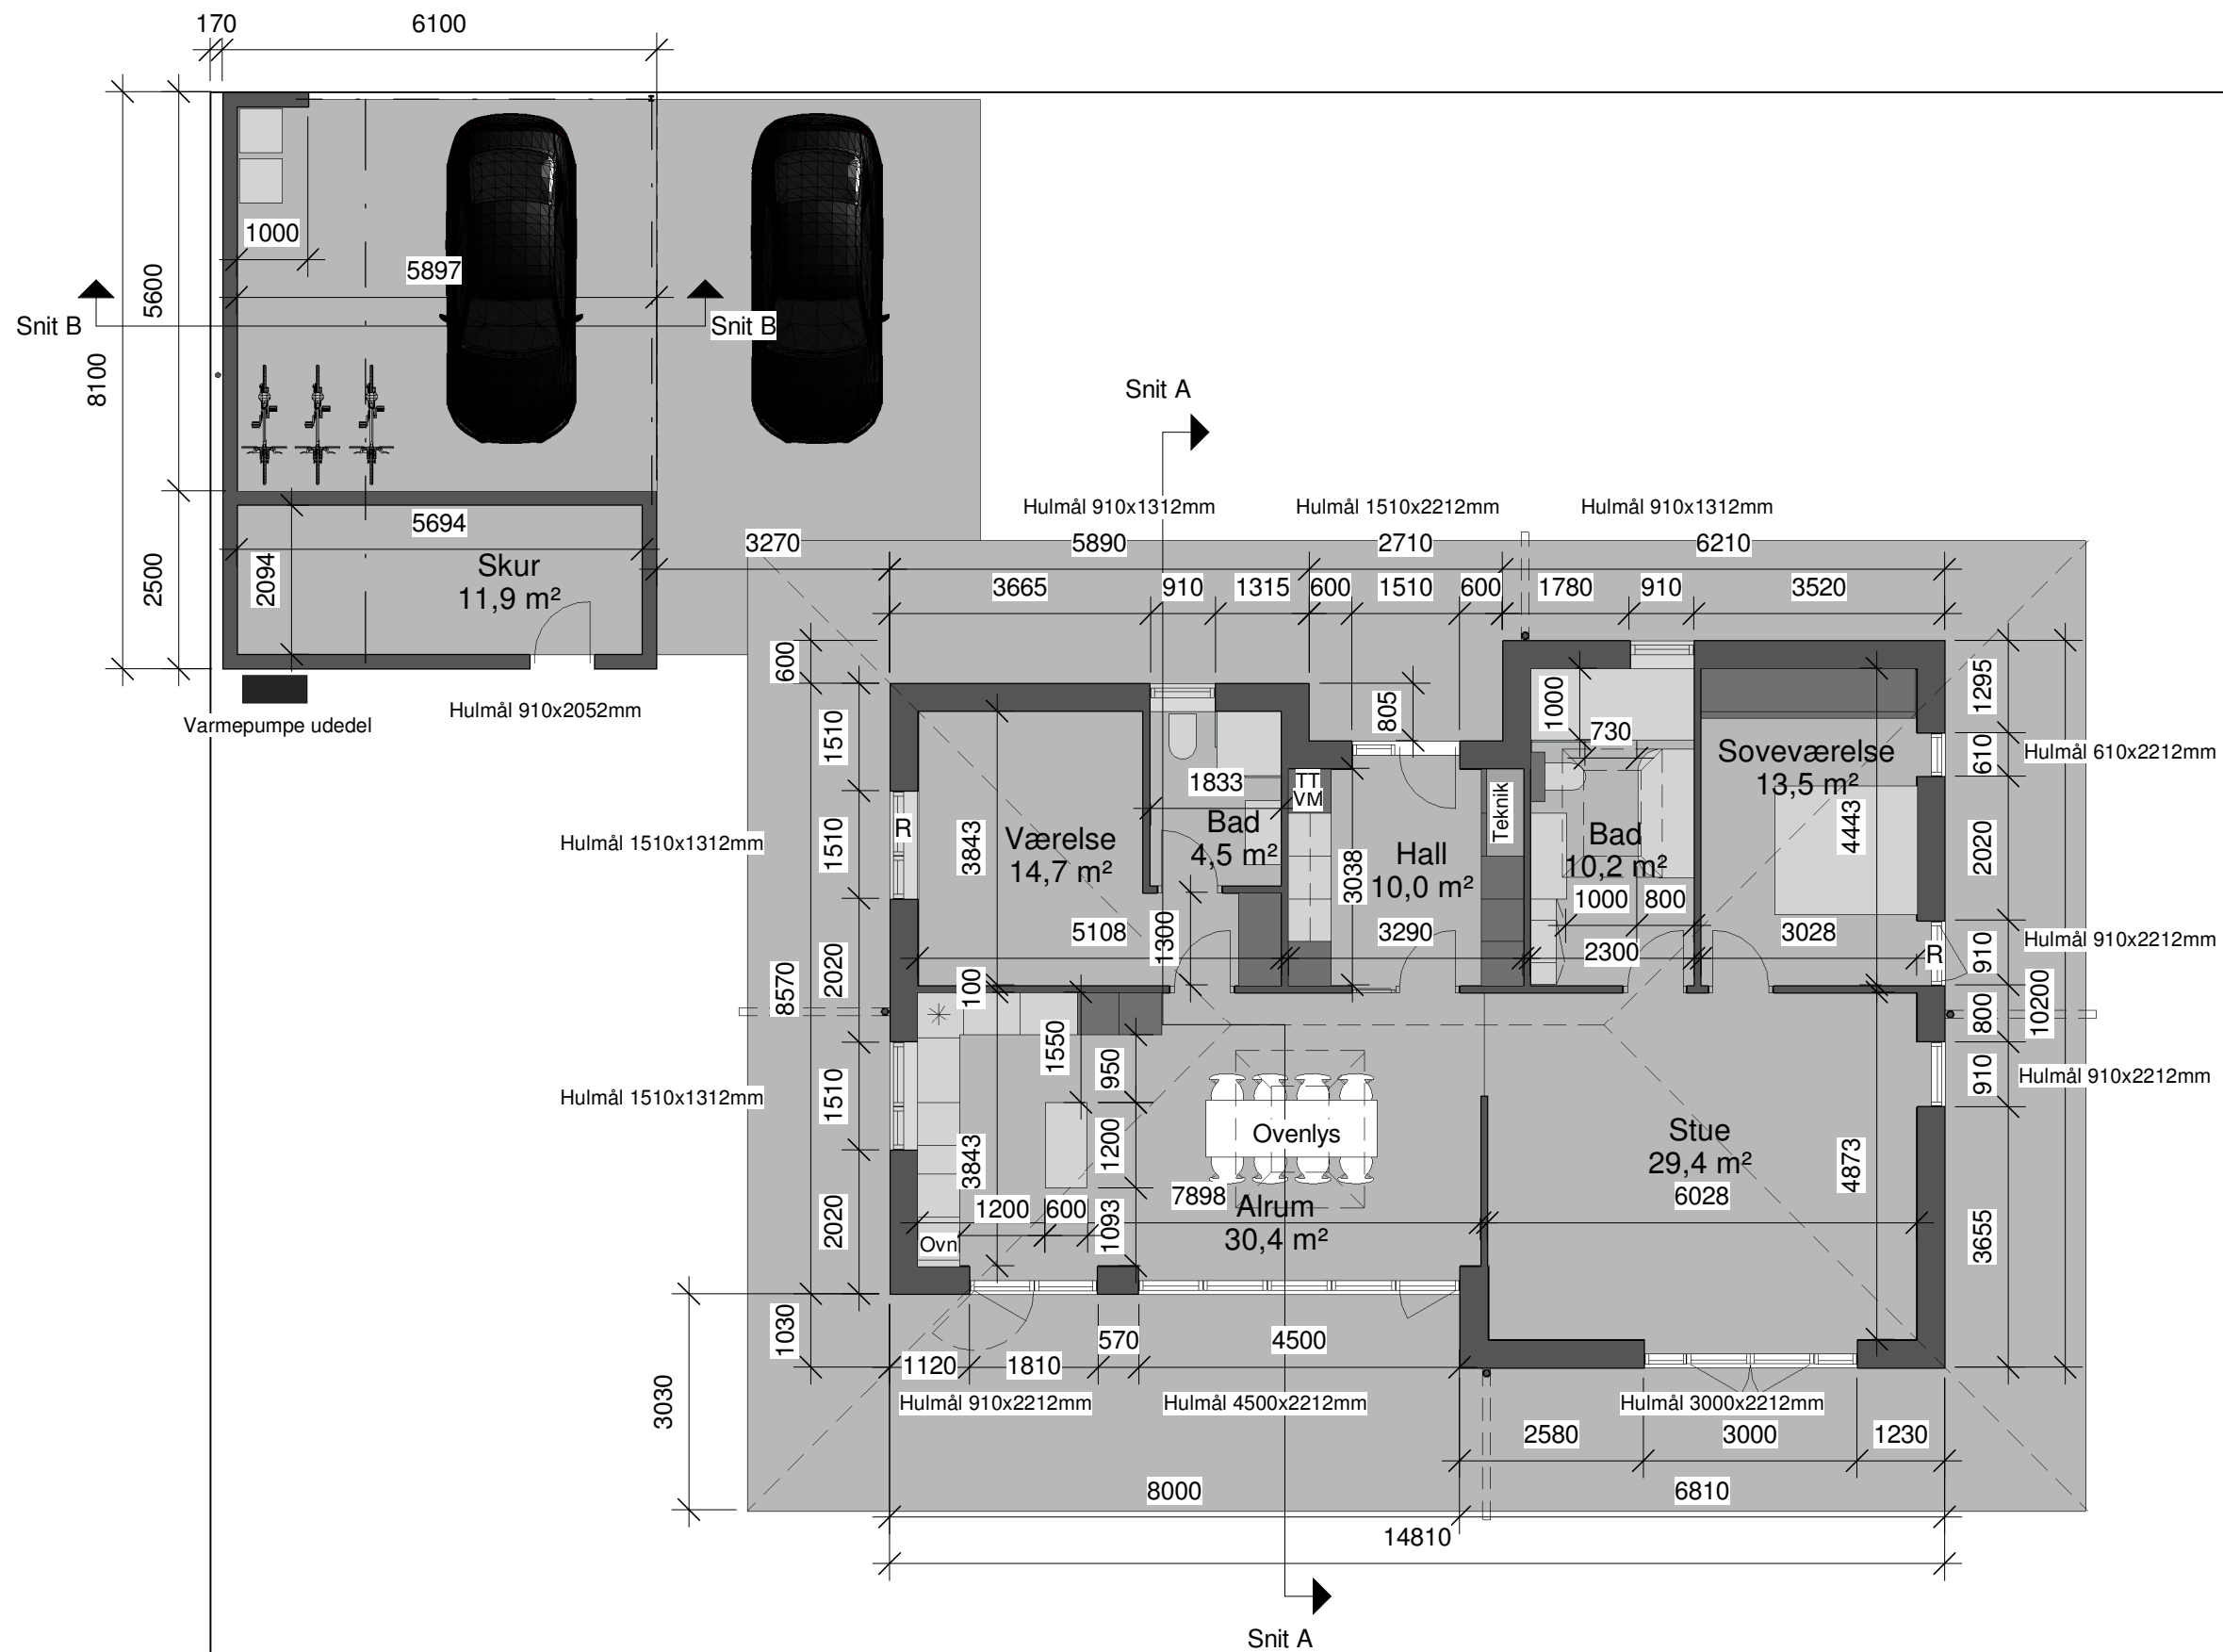 170
6100
1000
5897
5600
8100
Snit B
Snit B
Snit A
Hulmål 910x1312mm
Hulmål 1510x2212mm
Hulmål 910x1312mm
5694
3270
5890
2710
6210
2500
2094
Skur
11,9 m²
3665
910
1315
600
1510
600
1780
910
3520
600
805
1000
730
1295
Varmepumpe udedel
Hulmål 910x2052mm
1510
Soveværelse
13,5 m²
610
Hulmål 610x2212mm
1833
TT
VM
Teknik
Hulmål 1510x1312mm
1510
R
3843
Værelse
14,7 m²
Bad
4,5 m²
3038
Hall
10,0 m²
Bad
10,2 m²
4443
2020
1000
800
5108
1300
3290
2300
3028
910
R
Hulmål 910x2212mm
2020
8570
100
800
10200
1550
950
910
Hulmål 910x2212mm
Hulmål 1510x1312mm
1510
3843
1200
Ovenlys
Stue
29,4 m²
4873
6028
2020
1200
600
1093
7898
Alrum
30,4 m²
3655
Ovn
1030
1120
1810
570
4500
3030
Hulmål 910x2212mm
Hulmål 4500x2212mm
Hulmål 3000x2212mm
2580
3000
1230
8000
6810
14810
Snit A